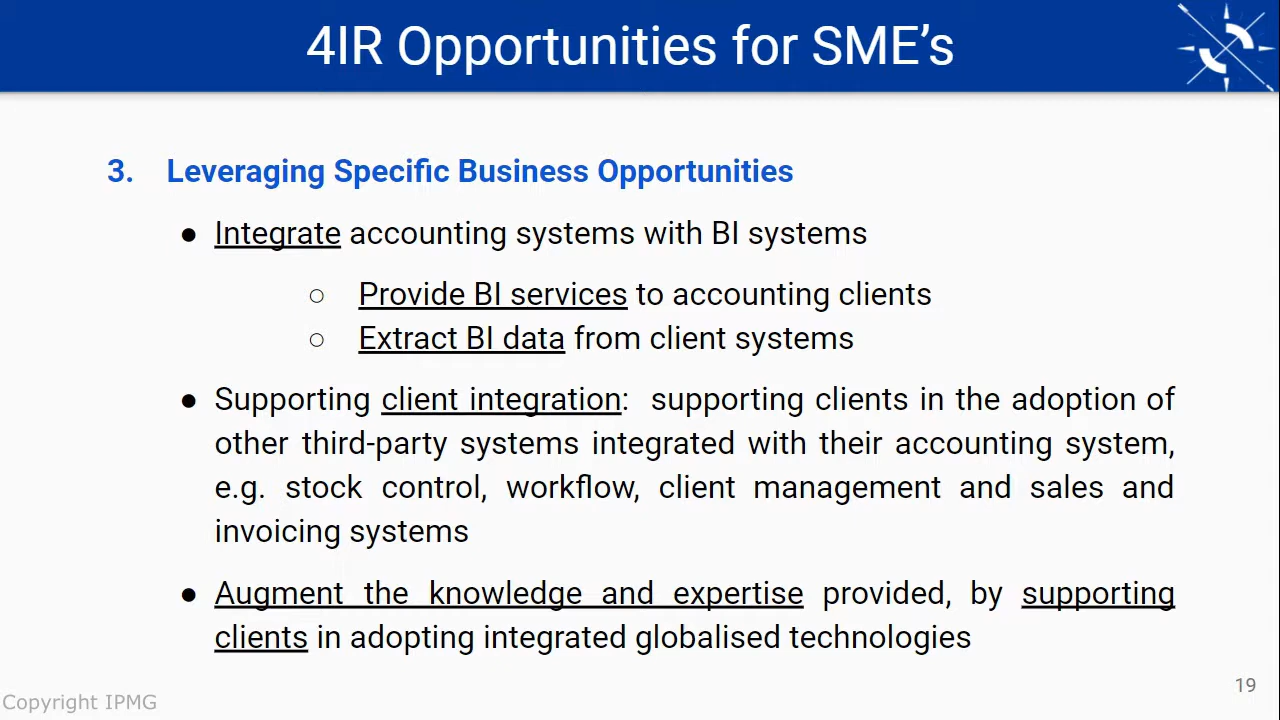 4IR Opportunities for SME’s
3. Leveraging Specific Business Opportunities
● Integrate accounting systems with BI systems
○ Provide BI services to accounting clients
○ Extract BI data from client systems
● Supporting client integration: supporting clients in the adoption of
other third-party systems integrated with their accounting system,
e.g. stock control, workflow, client management and sales and
invoicing systems
● Augment the knowledge and expertise provided, by supporting
clients in adopting integrated globalised technologies
19
Copyright IPMG